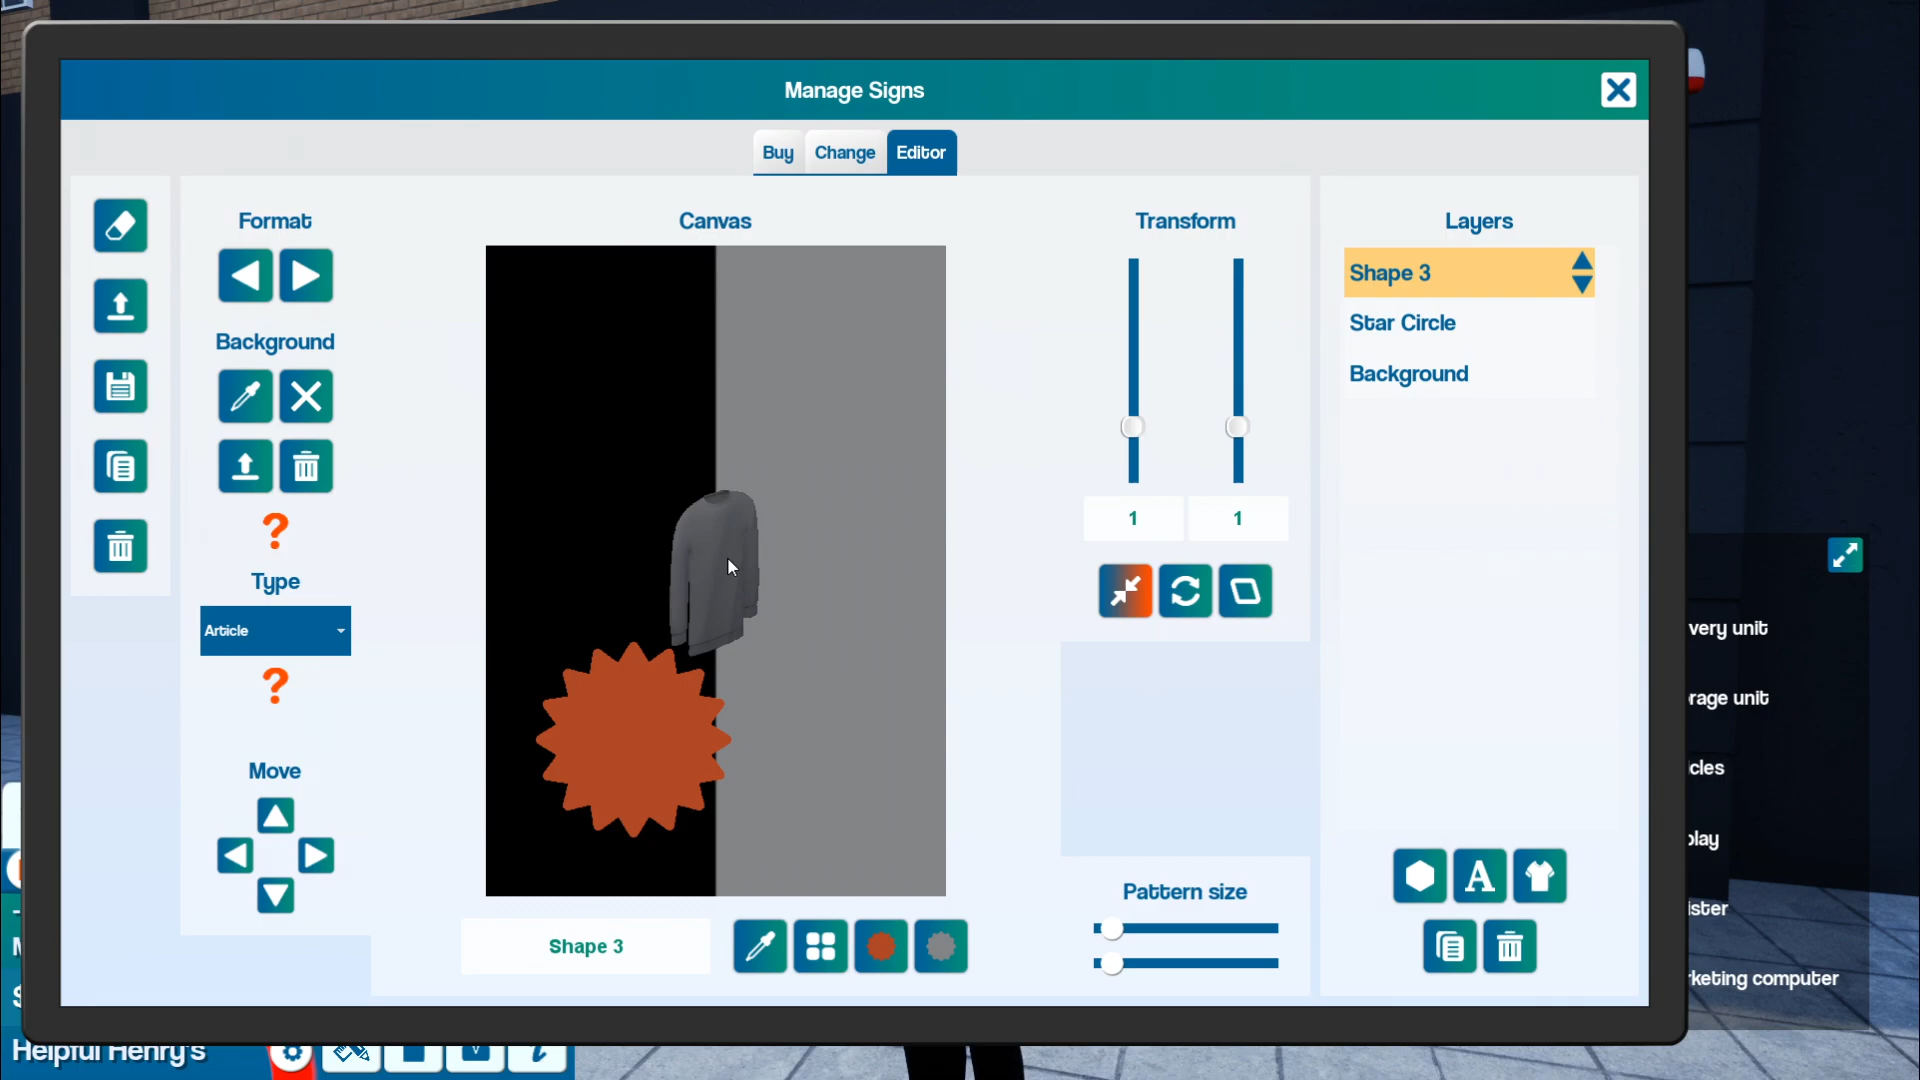 Manage Signs
Buy
Change
Editor
Format
Canvas
Transform
Layers
Shape 3
Star Circle
Background
Background
?
Type
Article
?
1
1
Move
Pattern size
Shape 3
A
very unit
rage unit
cles
play
ister
rketing computer
Helpful Henry's